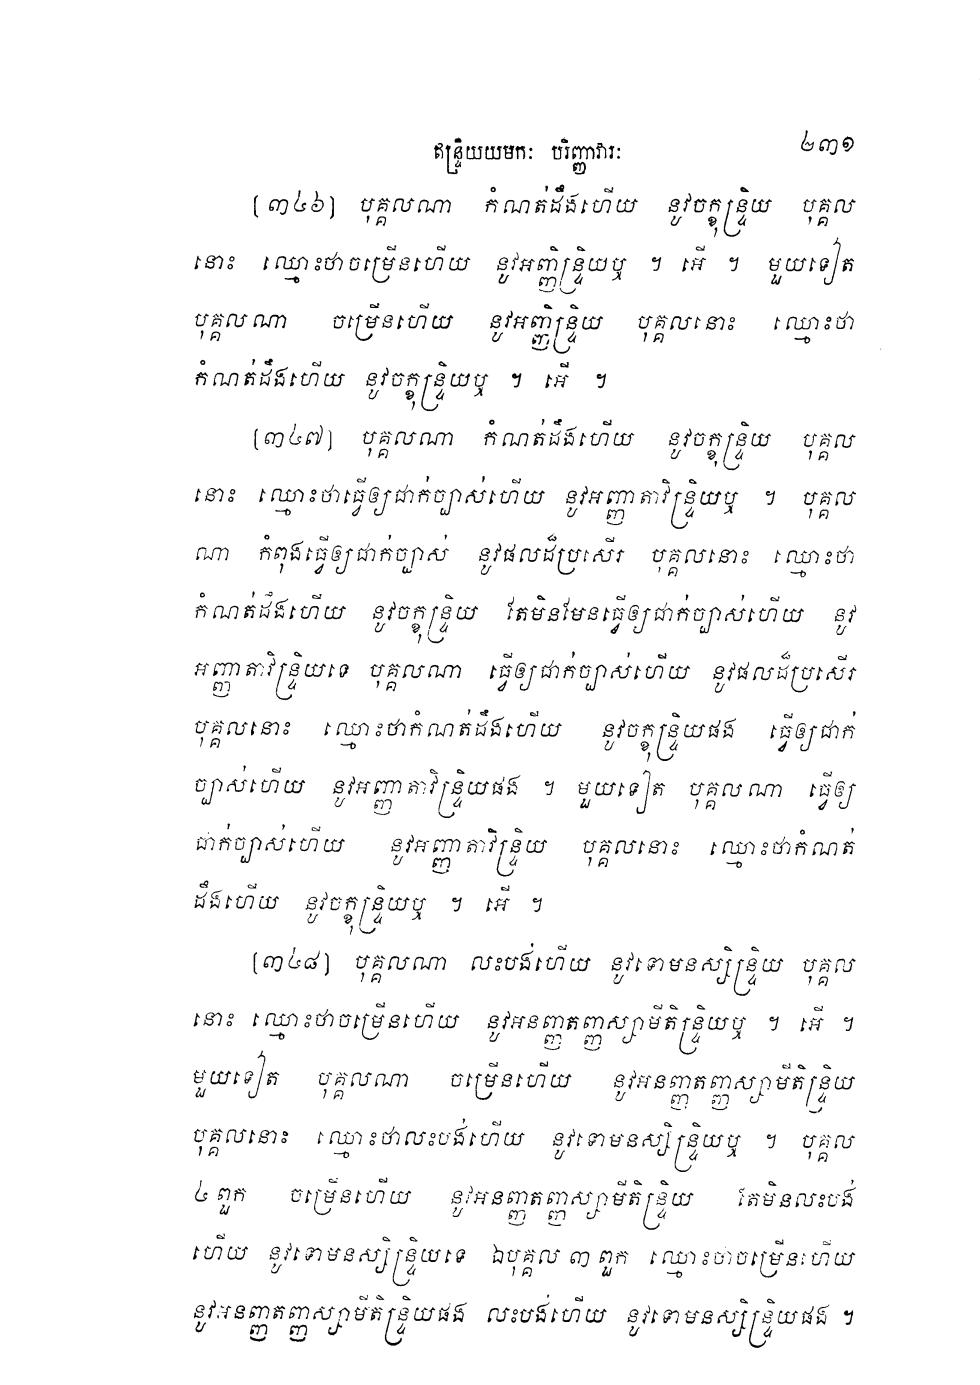 ឥន្ទ្រិយយមកៈ បរិញ្ញាវារៈ ២៣១
(៣៤៦) បុគ្គលណា កំណត់ដឹងហើយ នូវចក្ខុន្ទ្រិយ បុគ្គល
នោះ ឈ្មោះថាចម្រើនហើយ នូវអញ្ញិន្ទ្រិយឬ ។ អើ ។ មួយទៀត
បុគ្គលណា ចម្រើនហើយ នូវអញ្ញិន្ទ្រិយ បុគ្គលនោះ ឈ្មោះថា
កំណត់ដឹងហើយ នូវចក្ខុន្ទ្រិយឬ ។ អើ ។
(៣៤៧) បុគ្គលណា កំណត់ដឹងហើយ នូវចក្ខុន្ទ្រិយ បុគ្គល
នោះ ឈ្មោះថាធ្វើឲ្យជាក់ច្បាស់ហើយ នូវអញ្ញាតាវិន្ទ្រិយឬ ។ បុគ្គល
ណា កំពុងធ្វើឲ្យជាក់ច្បាស់ នូវផលដ៏ប្រសើរ បុគ្គលនោះ ឈ្មោះថា
កំណត់ដឹងហើយ នូវចក្ខុន្ទ្រិយ តែមិនមែនធ្វើឲ្យជាក់ច្បាស់ហើយ នូវ
អញ្ញាតាវិន្ទ្រិយទេ បុគ្គលណា ធ្វើឲ្យជាក់ច្បាស់ហើយ នូវផលដ៏ប្រសើរ
បុគ្គលនោះ ឈ្មោះថាកំណត់ដឹងហើយ នូវចក្ខុន្ទ្រិយផង ធ្វើឲ្យជាក់
ច្បាស់ហើយ នូវអញ្ញាតាវិន្ទ្រិយផង ។ មួយទៀត បុគ្គលណា ធ្វើឲ្យ
ជាក់ច្បាស់ហើយ នូវអញ្ញាតាវិន្ទ្រិយ បុគ្គលនោះ ឈ្មោះថាកំណត់
ដឹងហើយ នូវចក្ខុន្ទ្រិយឬ ។ អើ ។
(៣៤៨) បុគ្គលណា លះបង់ហើយ នូវទោមនស្សិន្ទ្រិយ បុគ្គល
នោះ ឈ្មោះថាចម្រើនហើយ នូវអនញ្ញតញ្ញស្សាមីតិន្ទ្រិយឬ ។ អើ ។
មួយទៀត បុគ្គលណា ចម្រើនហើយ នូវអនញ្ញតញ្ញស្សាមីតិន្ទ្រិយ
បុគ្គលនោះ ឈ្មោះថាលះបង់ហើយ នូវទោមនស្សិន្ទ្រិយឬ ។ បុគ្គល
៤ ពួក ចម្រើនហើយ នូវអនញ្ញតញ្ញស្សាមីតិន្ទ្រិយ តែមិនលះបង់
ហើយ នូវទោមនស្សិន្ទ្រិយទេ ឯបុគ្គល ៣ ពួក ឈ្មោះថាចម្រើនហើយ
នូវអនញ្ញតញ្ញស្សាមីតិន្ទ្រិយផង លះបង់ហើយ នូវទោមនស្សិន្ទ្រិយផង ។